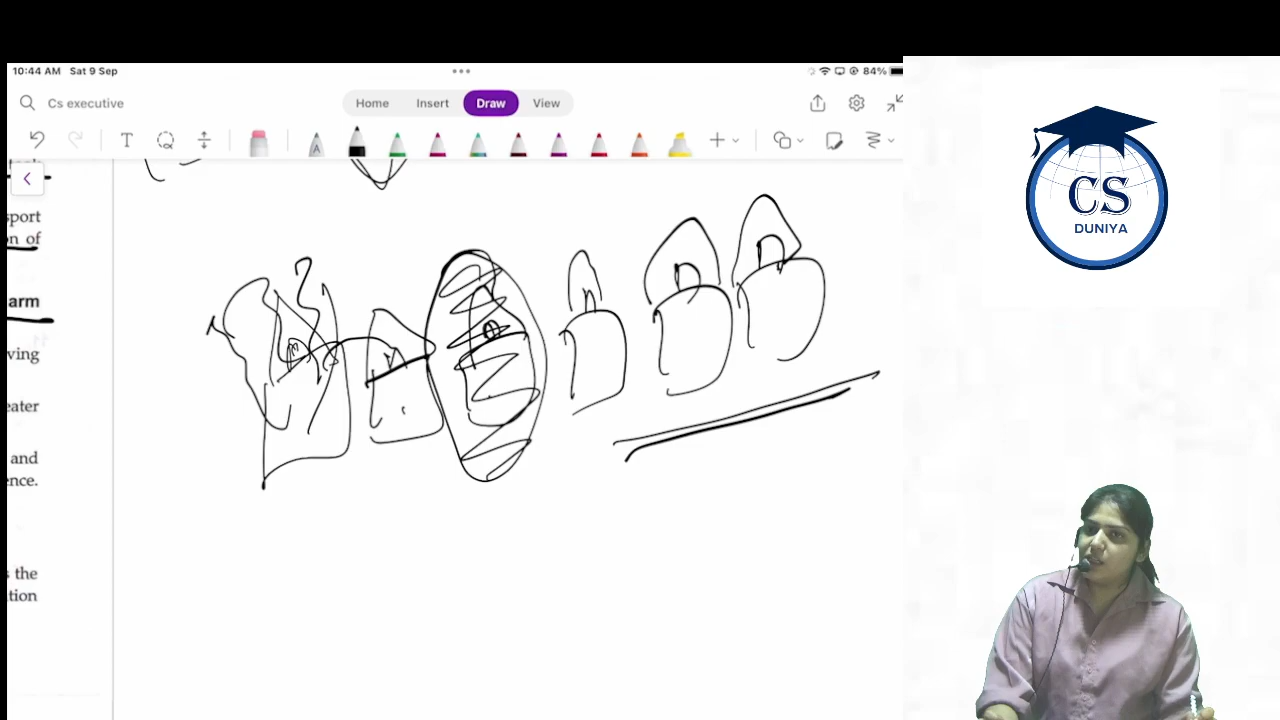 10:44 AM Sat 9 Sep
84%
Cs executive
Home Insert Draw View
T
A
sport
n of
arm
ving
eater
and
ence.
s the
tion
CS
DUNIYA